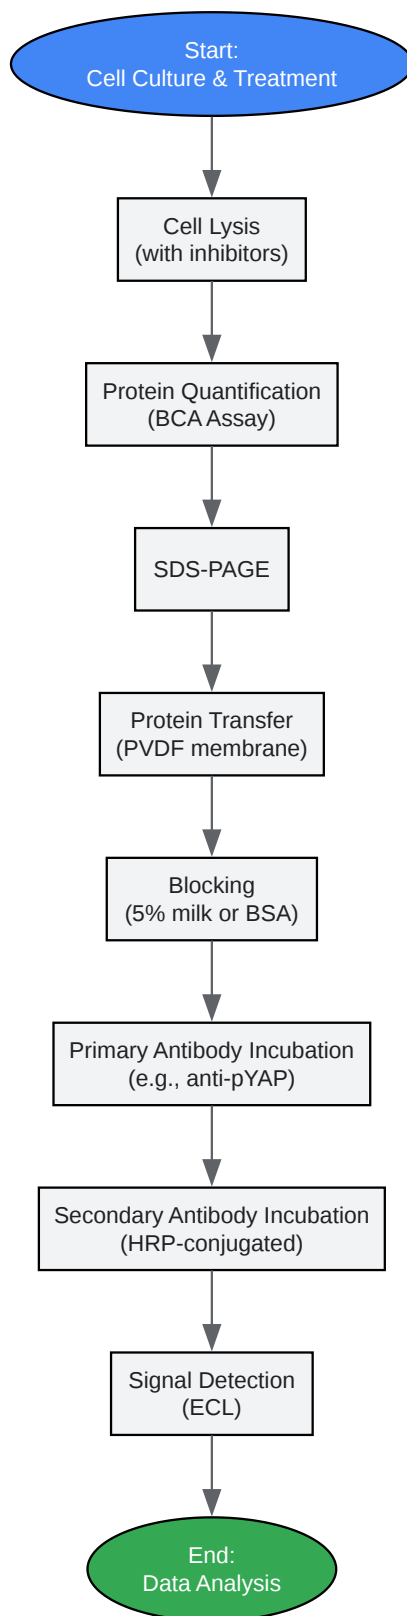 Start:
Cell Culture & Treatment
Cell Lysis
(with inhibitors)
Protein Quantification
(BCA Assay)
SDS-PAGE
Protein Transfer
(PVDF membrane)
Blocking
(5% milk or BSA)
Primary Antibody Incubation
(e.g., anti-pYAP)
Secondary Antibody Incubation
(HRP-conjugated)
Signal Detection
(ECL)
End:
Data Analysis